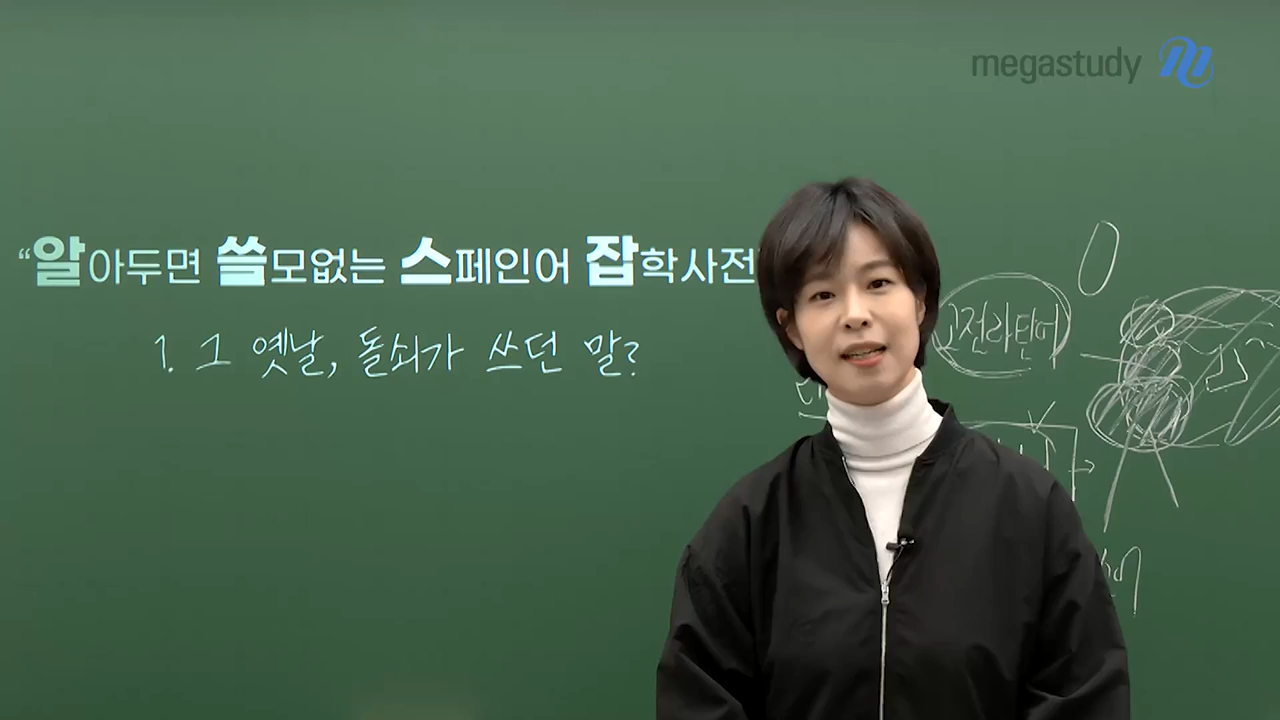 megastudy
“알아두면 쓸모없는 스페인어 잡학사전
1. 그 옛날, 돌쇠가 쓰던 말?
고전라틴어